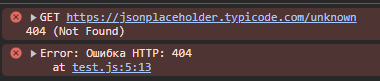 GET https://jsonplaceholder.typicode.com/unknown
404 (Not Found)
Error: Ошибка HTTP: 404
at test.js:5:13